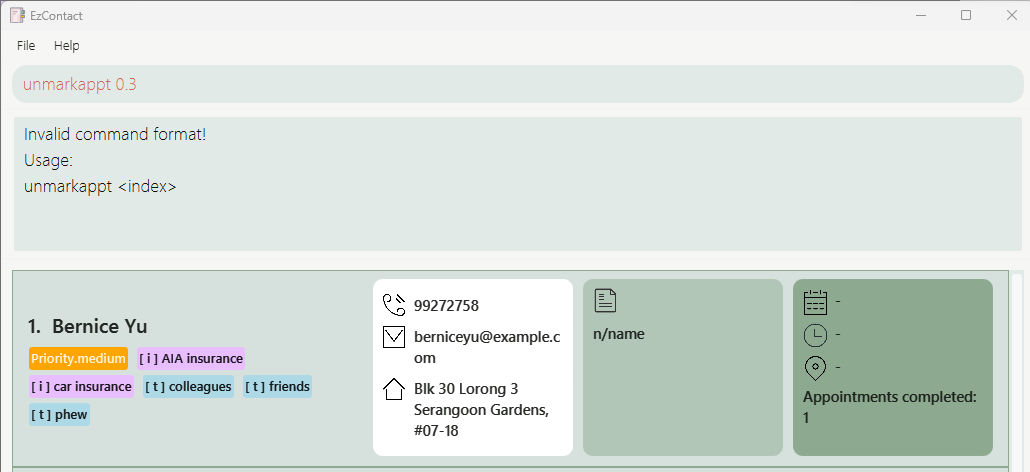 EzContact
File Help
unmarkappt 0.3
Invalid command format!
Usage:
unmarkappt <index>
1. Bernice Yu
Priority.medium [ i ] AIA insurance
[ i ] car insurance [ t ] colleagues [ t ] friends
[ t ] phew
99272758
berniceyu@example.c
om
Blk 30 Lorong 3
Serangoon Gardens,
#07-18
n/name
-
-
-
Appointments completed:
1